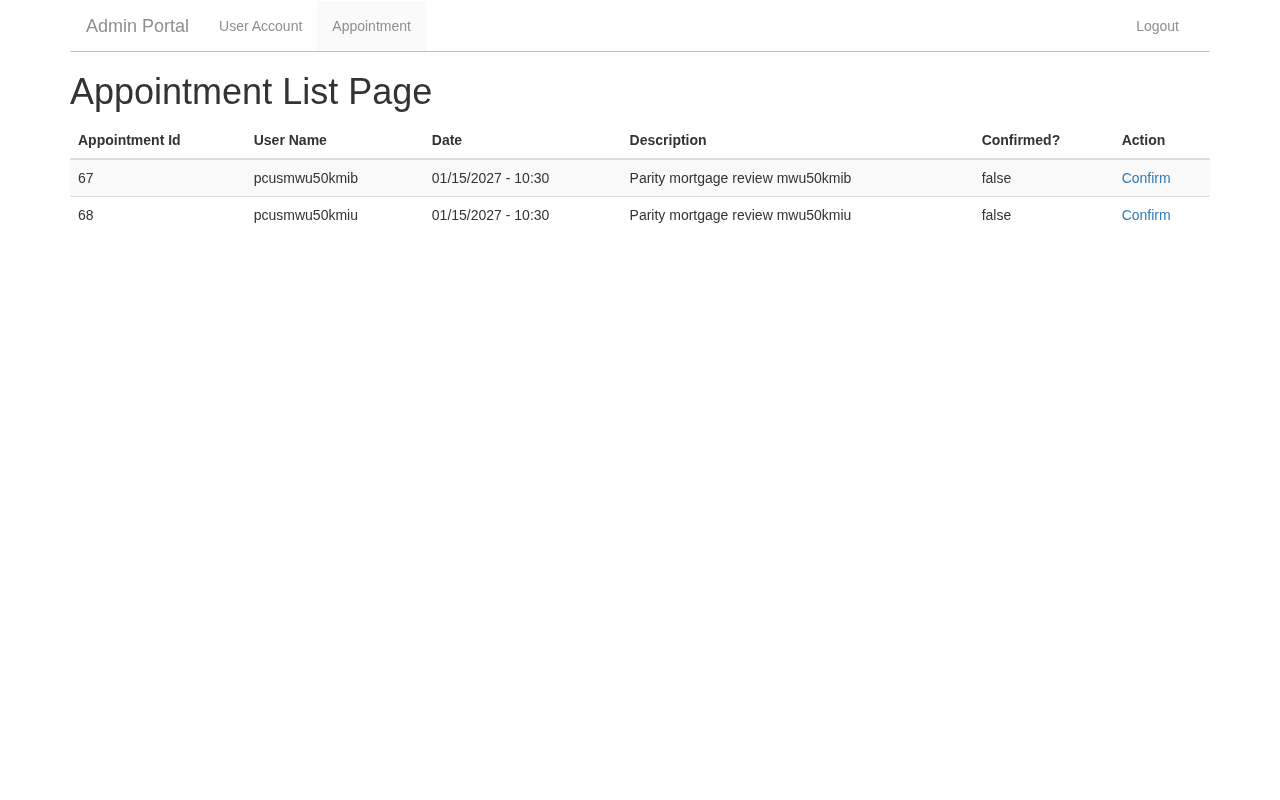 Admin Portal User Account Appointment Logout
Appointment List Page
Appointment Id User Name Date Description Confirmed? Action
67 pcusmwu50kmib 01/15/2027 - 10:30 Parity mortgage review mwu50kmib false Confirm
68 pcusmwu50kmiu 01/15/2027 - 10:30 Parity mortgage review mwu50kmiu false Confirm